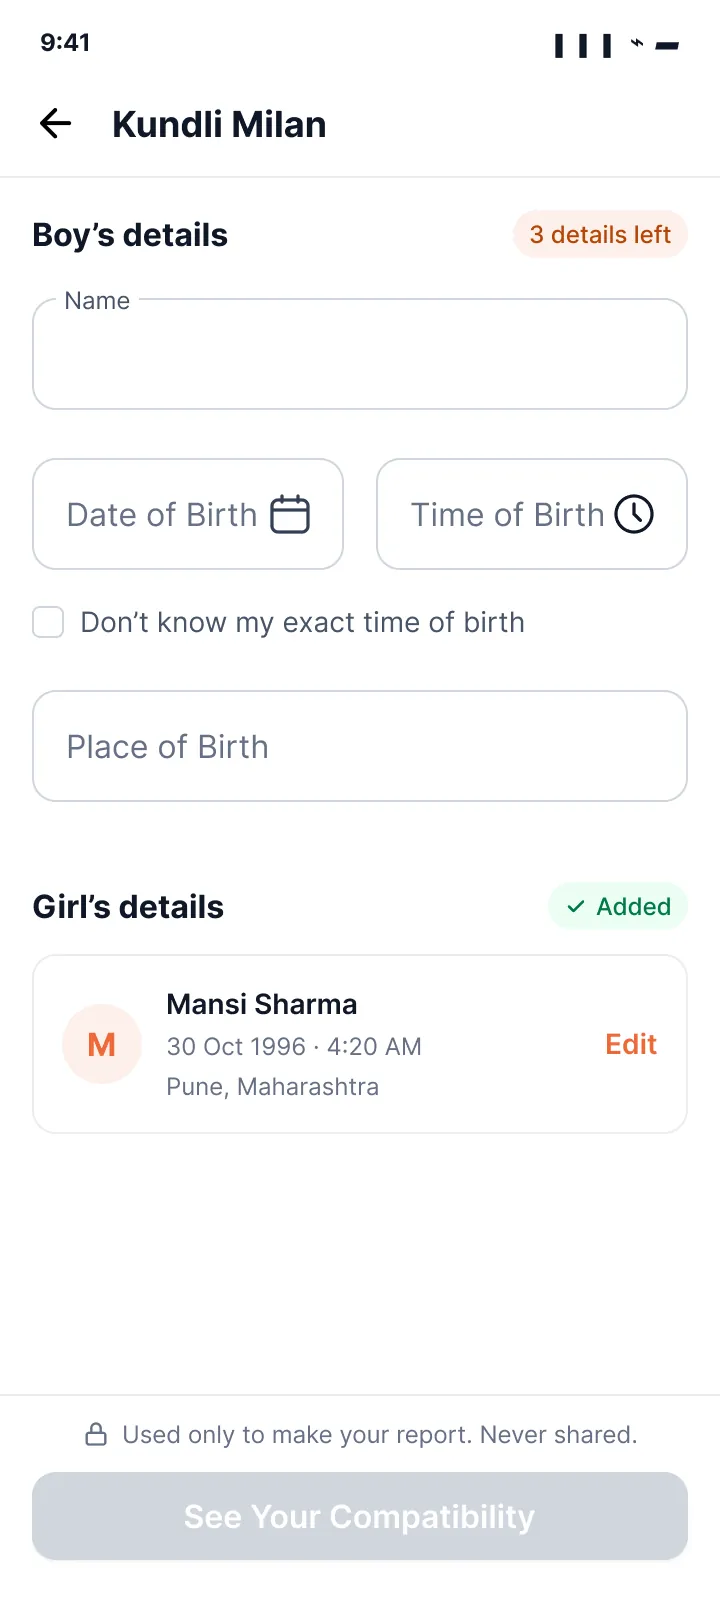 9:41
Kundli Milan
Boy’s details
3 details left
Name
Date of Birth
Time of Birth
Don’t know my exact time of birth
Place of Birth
Girl’s details
Added
M
Mansi Sharma
30 Oct 1996 · 4:20 AM
Pune, Maharashtra
Edit
Used only to make your report. Never shared.
See Your Compatibility